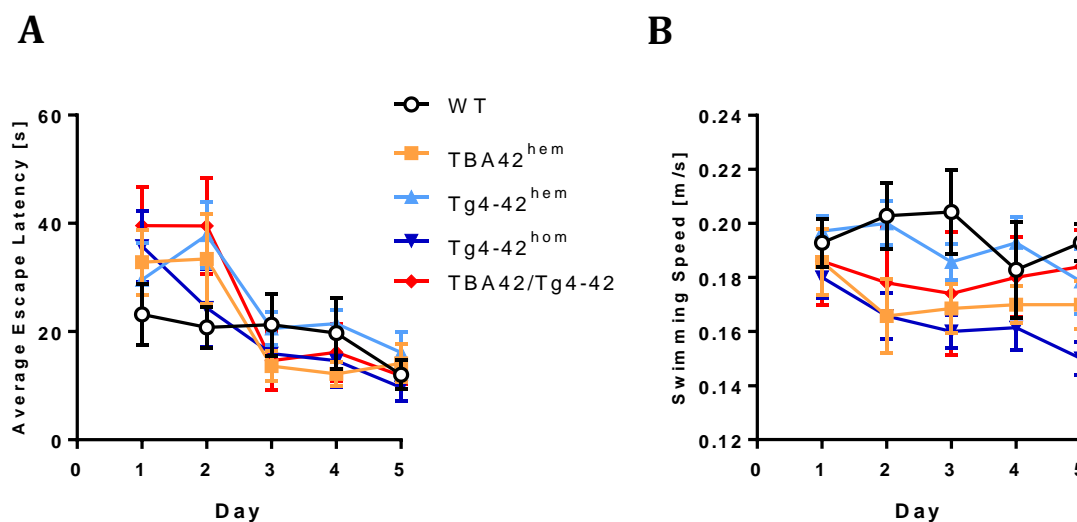 A
B
Average Escape Latency [s]
60
40
20
0
0 1 2 3 4 5
Day
WT
TBA42hem
Tg4-42hem
Tg4-42hom
TBA42/Tg4-42
Swimming Speed [m/s]
0.24
0.22
0.20
0.18
0.16
0.14
0.12
0 1 2 3 4 5
Day